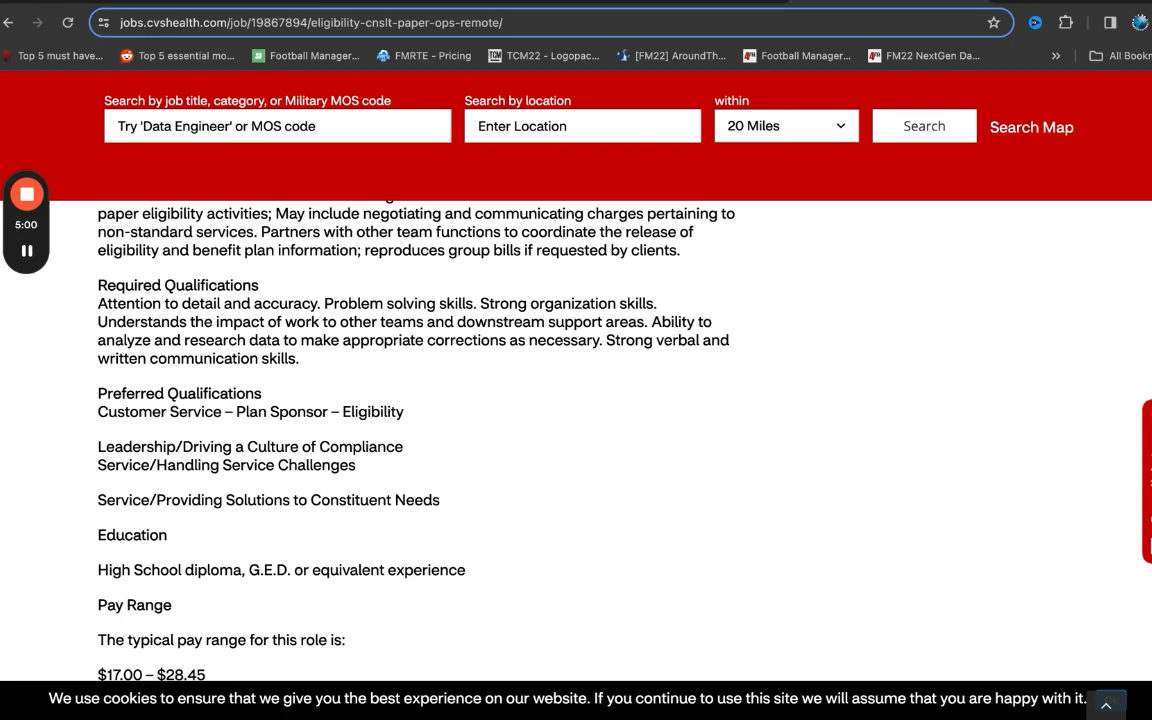 jobs.cvshealth.com/job/19867894/eligibility-cnslt-paper-ops-remote/
Top 5 must have... Top 5 essential mo... Football Manager... FMRTE - Pricing TCM22 - Logopac... [FM22] AroundTh... Football Manager... FM22 NextGen Da... » All Bookm
Search by job title, category, or Military MOS code Search by location within
Try 'Data Engineer' or MOS code Enter Location 20 Miles Search Search Map
5:00
paper eligibility activities; May include negotiating and communicating charges pertaining to
non-standard services. Partners with other team functions to coordinate the release of
eligibility and benefit plan information; reproduces group bills if requested by clients.
Required Qualifications
Attention to detail and accuracy. Problem solving skills. Strong organization skills.
Understands the impact of work to other teams and downstream support areas. Ability to
analyze and research data to make appropriate corrections as necessary. Strong verbal and
written communication skills.
Preferred Qualifications
Customer Service – Plan Sponsor – Eligibility
Leadership/Driving a Culture of Compliance
Service/Handling Service Challenges
Service/Providing Solutions to Constituent Needs
Education
High School diploma, G.E.D. or equivalent experience
Pay Range
The typical pay range for this role is:
$17.00 – $28.45
We use cookies to ensure that we give you the best experience on our website. If you continue to use this site we will assume that you are happy with it.